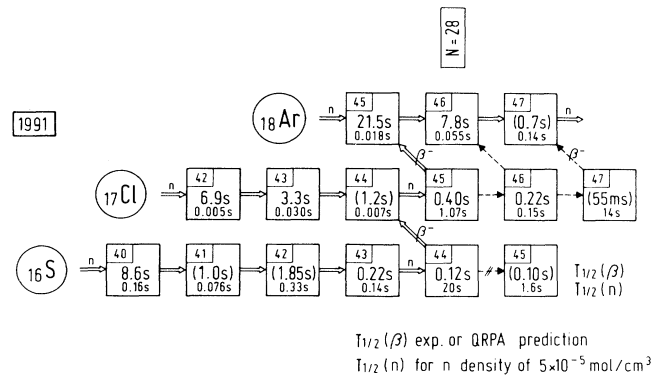 N = 28
1991
18Ar
n
45
21.5s
0.018s
46
7.8s
0.055s
47
(0.7s)
0.14s
n
β⁻
β⁻
17Cl
n
42
6.9s
0.005s
43
3.3s
0.030s
44
(1.2s)
0.007s
n
45
0.40s
1.07s
46
0.22s
0.15s
47
(55ms)
14s
β⁻
16S
n
40
8.6s
0.16s
41
(1.0s)
0.076s
42
(1.85s)
0.33s
43
0.22s
0.14s
n
44
0.12s
20s
45
(0.10s)
1.6s
T1/2 (β)
T1/2 (n)
T1/2 (β) exp. or QRPA prediction
T1/2 (n) for n density of 5×10⁻⁵ mol/cm³